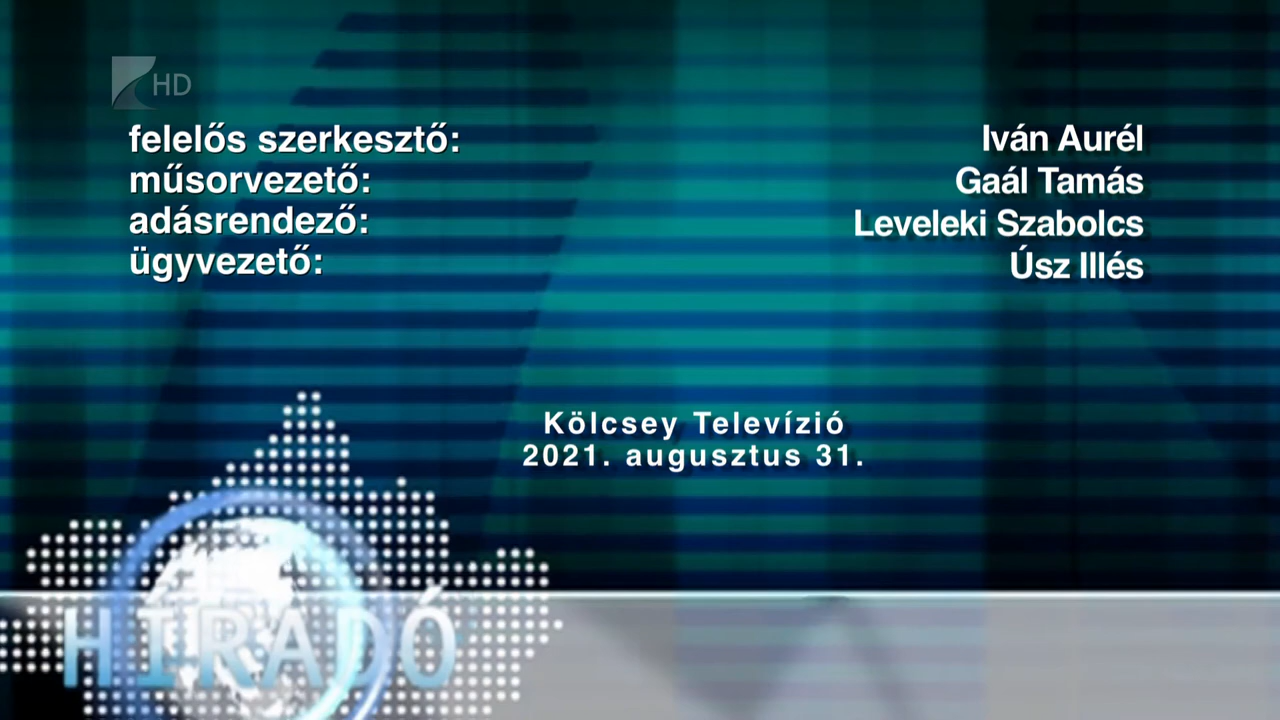 HD
felelős szerkesztő: Iván Aurél
műsorvezető: Gaál Tamás
adásrendező: Leveleki Szabolcs
ügyvezető: Úsz Illés
Kölcsey Televízió
2021. augusztus 31.
HÍRADÓ